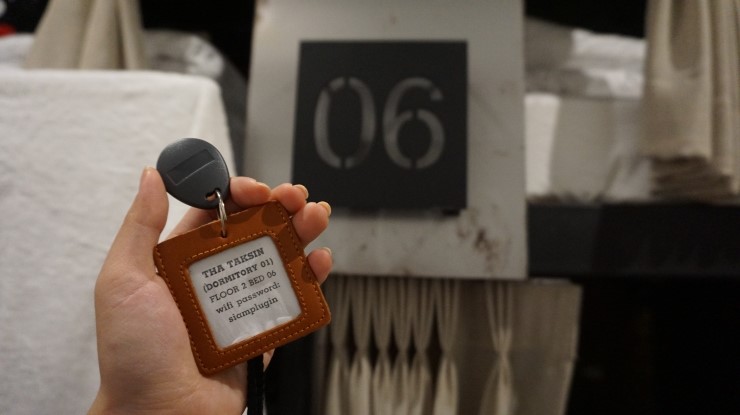 06
THA TAKSIN
(DORMITORY 01)
FLOOR 2 BED 06
wifi password:
siamplugin